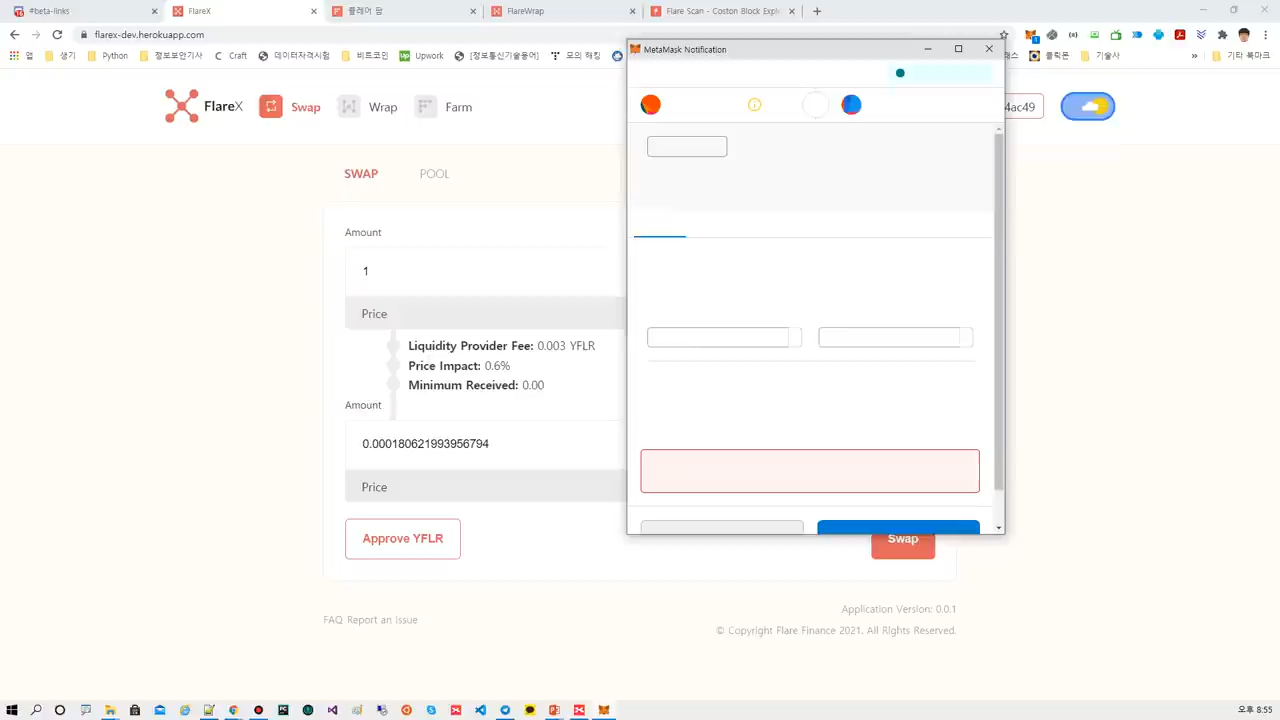 #beta-links
FlareX
플레어 팜
FlareWrap
Flare Scan - Coston Block Explo
flarex-dev.herokuapp.com
앱
생기
Python
정보보안기사
Craft
데이터자격시험
비트코인
Upwork
[정보통신기술용어]
모의 해킹
클릭몬
기술사
»
기타 북마크
MetaMask Notification
FlareX
Swap
Wrap
Farm
4ac49
SWAP
POOL
Amount
1
Price
Liquidity Provider Fee: 0.003 YFLR
Price Impact: 0.6%
Minimum Received: 0.00
Amount
0.000180621993956794
Price
Approve YFLR
Swap
FAQ Report an Issue
Application Version: 0.0.1
© Copyright Flare Finance 2021. All Rights Reserved.
오후 8:55